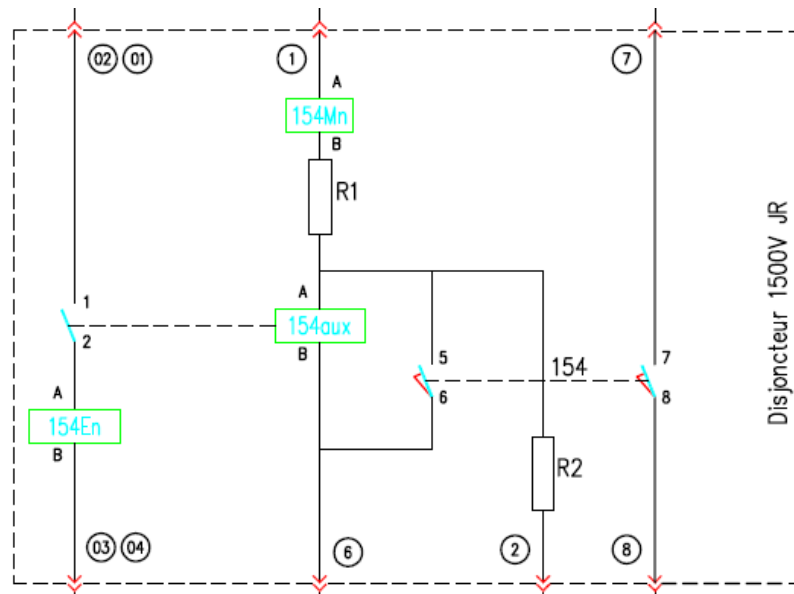 02 01 1 7
A
154Mn
B
R1
1 A
2 154aux
B
5 154 7
6 8
A
154En
B
R2
03 04 6 2 8
Disjoncteur 1500V JR